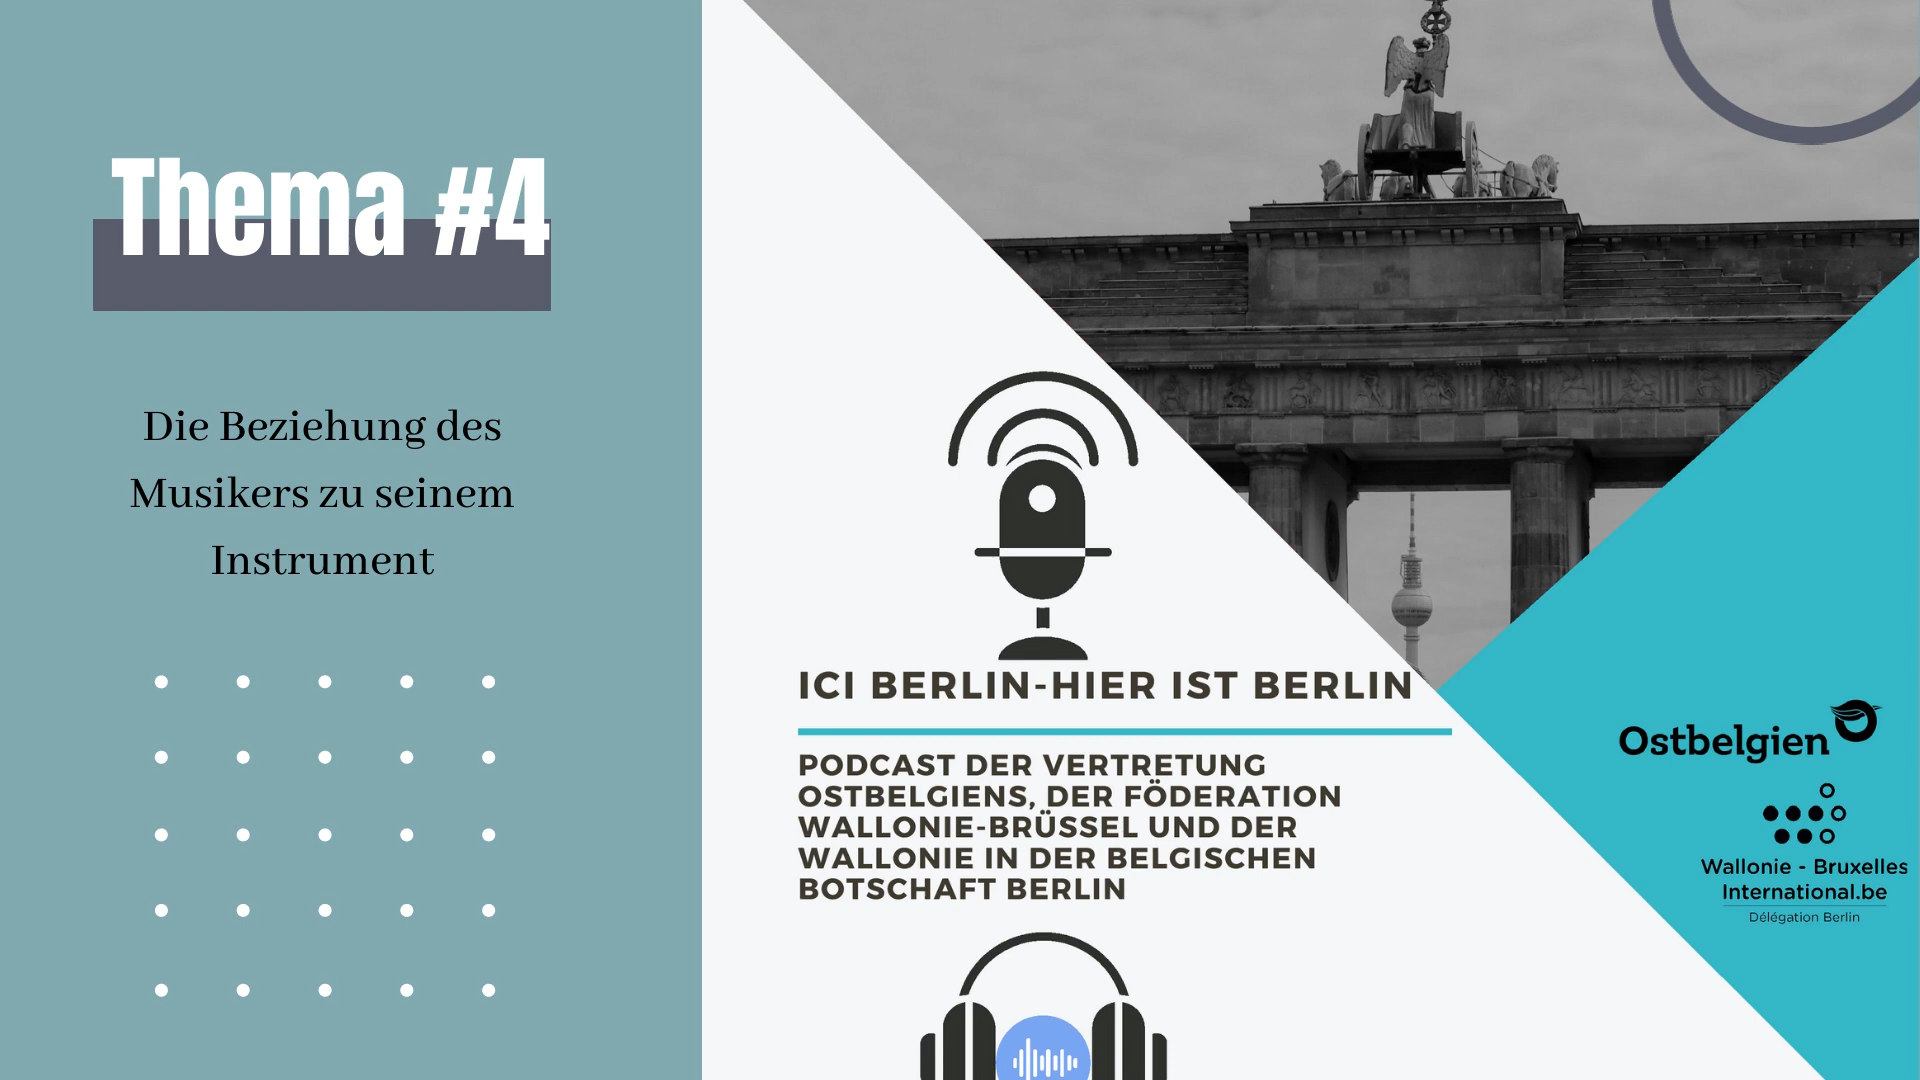 Thema #4
Die Beziehung des
Musikers zu seinem
Instrument
ICI BERLIN-HIER IST BERLIN
PODCAST DER VERTRETUNG
OSTBELGIENS, DER FÖDERATION
WALLONIE-BRÜSSEL UND DER
WALLONIE IN DER BELGISCHEN
BOTSCHAFT BERLIN
Ostbelgien
Wallonie - Bruxelles
International.be
Délégation Berlin